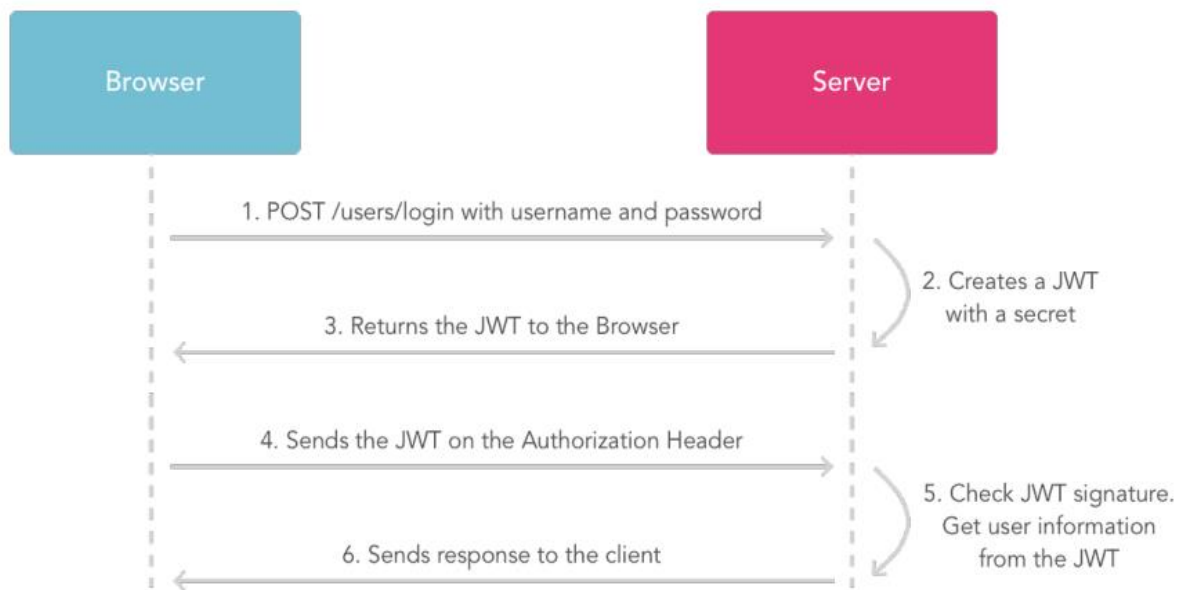 Browser
Server
1. POST /users/login with username and password
2. Creates a JWT
with a secret
3. Returns the JWT to the Browser
4. Sends the JWT on the Authorization Header
5. Check JWT signature.
Get user information
from the JWT
6. Sends response to the client